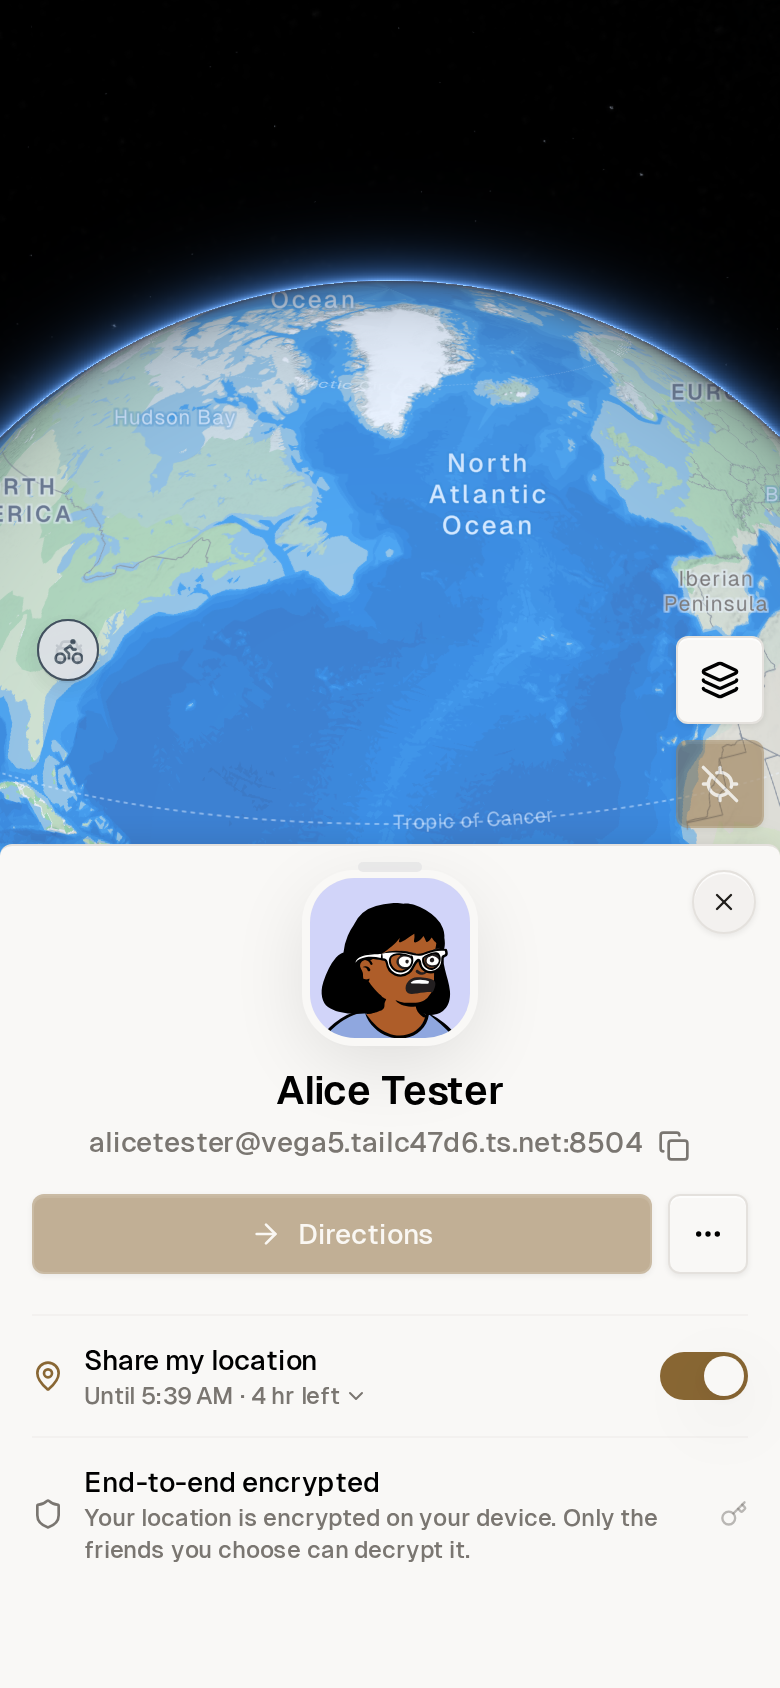 Ocean
Arctic
Hudson Bay
EUR
RTH
ERICA
North
Atlantic
Ocean
B
Iberian
Peninsula
Tropic of Cancer
Alice Tester
alicetester@vega5.tailc47d6.ts.net:8504
Directions
Share my location
Until 5:39 AM · 4 hr left
End-to-end encrypted
Your location is encrypted on your device. Only the
friends you choose can decrypt it.